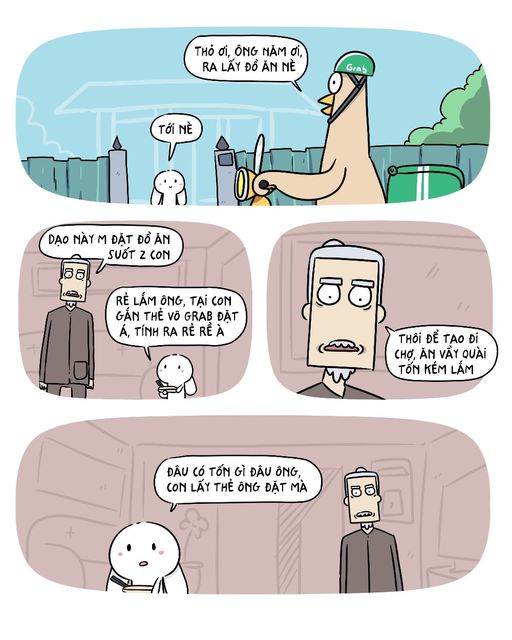 THỎ ƠI, ÔNG NĂM ƠI,
RA LẤY ĐỒ ĂN NÈ
Grab
TỚI NÈ
DẠO NÀY M ĐẶT ĐỒ ĂN
SUỐT Z CON
RẺ LẮM ÔNG, TẠI CON
GẮN THẺ VÔ GRAB ĐẶT
Á, TÍNH RA RẺ RỀ À
THÔI ĐỂ TAO ĐI
CHỢ, ĂN VẦY QUÀI
TỐN KÉM LẮM
ĐÂU CÓ TỐN GÌ ĐÂU ÔNG,
CON LẤY THẺ ÔNG ĐẶT MÀ